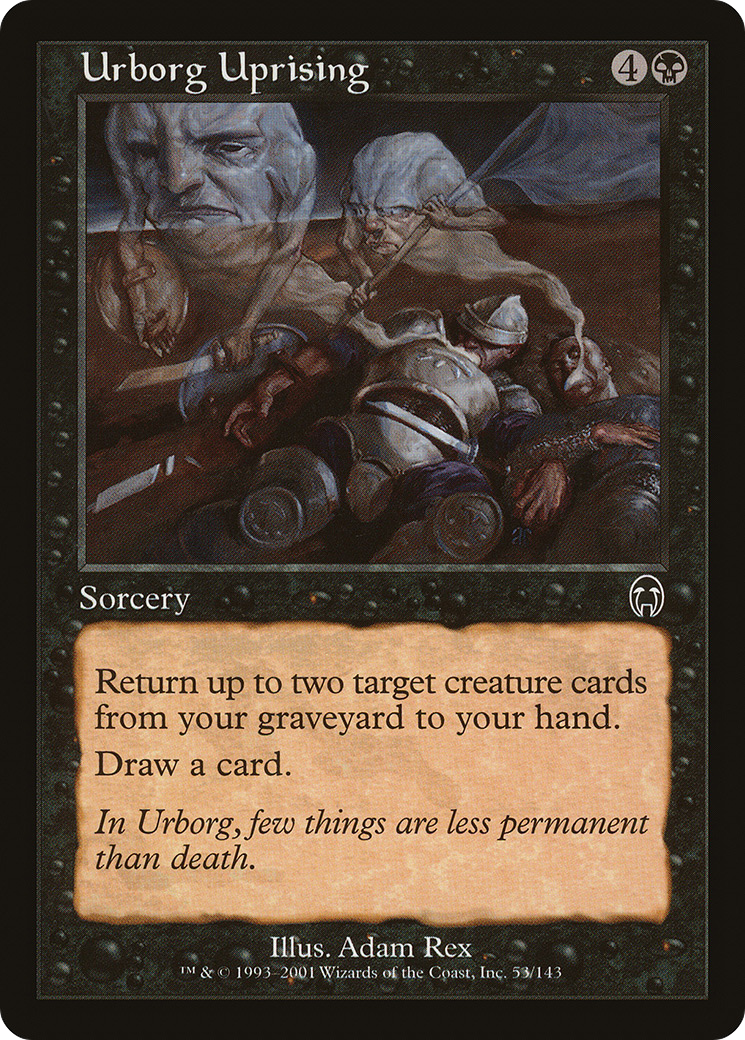 Urborg Uprising 4
Sorcery
Return up to two target creature cards
from your graveyard to your hand.
Draw a card.
In Urborg, few things are less permanent
than death.
Illus. Adam Rex
™ & © 1993–2001 Wizards of the Coast, Inc. 53/143